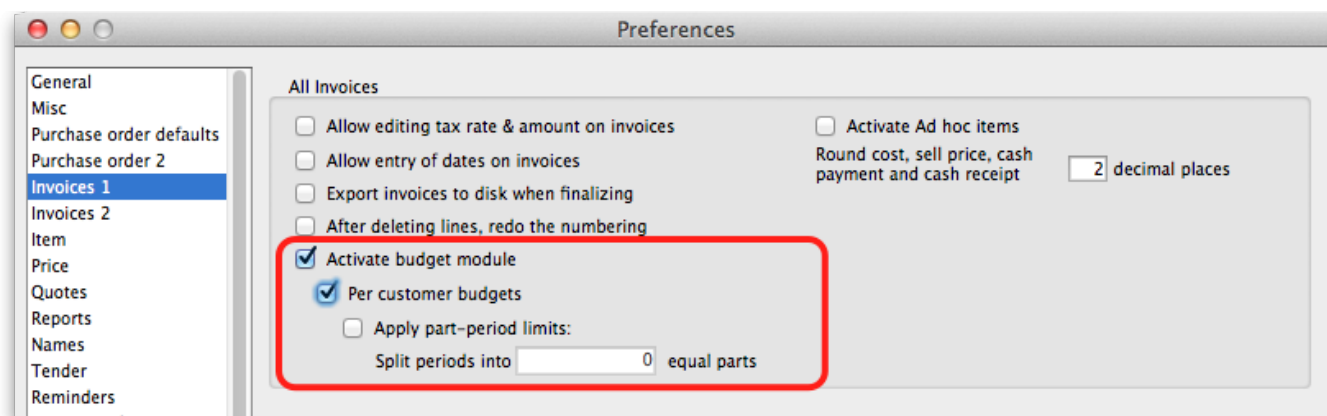 Preferences
General
Misc
Purchase order defaults
Purchase order 2
Invoices 1
Invoices 2
Item
Price
Quotes
Reports
Names
Tender
Reminders
All Invoices
Allow editing tax rate & amount on invoices
Allow entry of dates on invoices
Export invoices to disk when finalizing
After deleting lines, redo the numbering
Activate budget module
Per customer budgets
Apply part-period limits:
Split periods into 0 equal parts
Activate Ad hoc items
Round cost, sell price, cash
payment and cash receipt 2 decimal places